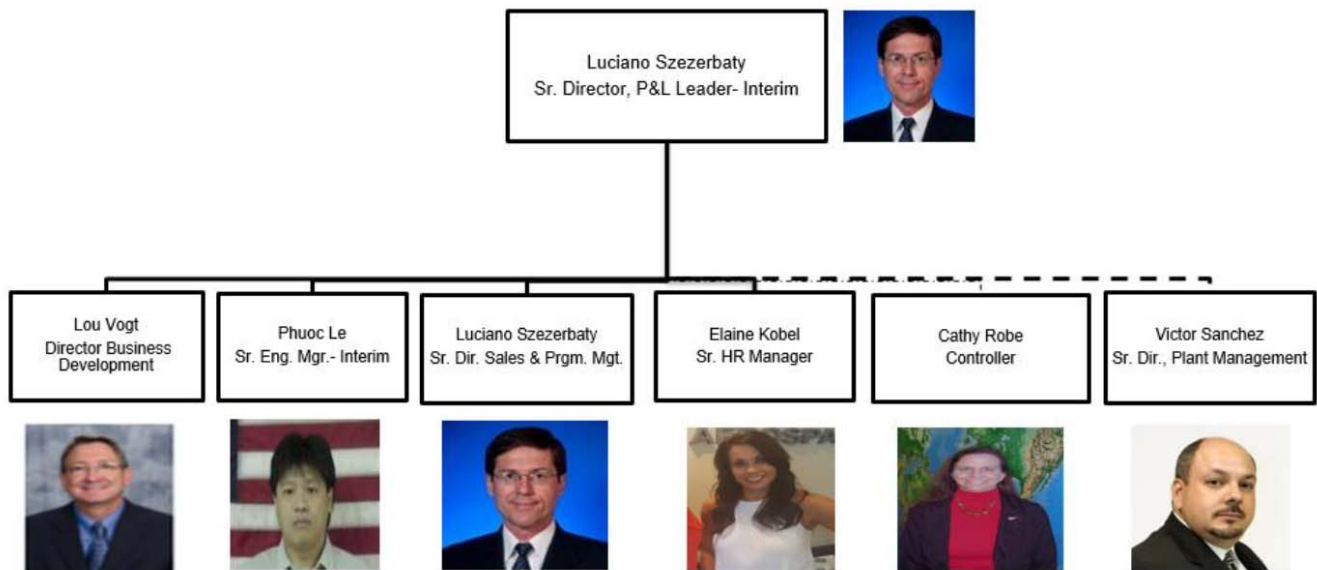 Luciano Szezerbaty
Sr. Director, P&L Leader- Interim
Lou Vogt
Director Business
Development
Phuoc Le
Sr. Eng. Mgr.- Interim
Luciano Szezerbaty
Sr. Dir. Sales & Prgm. Mgt.
Elaine Kobel
Sr. HR Manager
Cathy Robe
Controller
Victor Sanchez
Sr. Dir., Plant Management